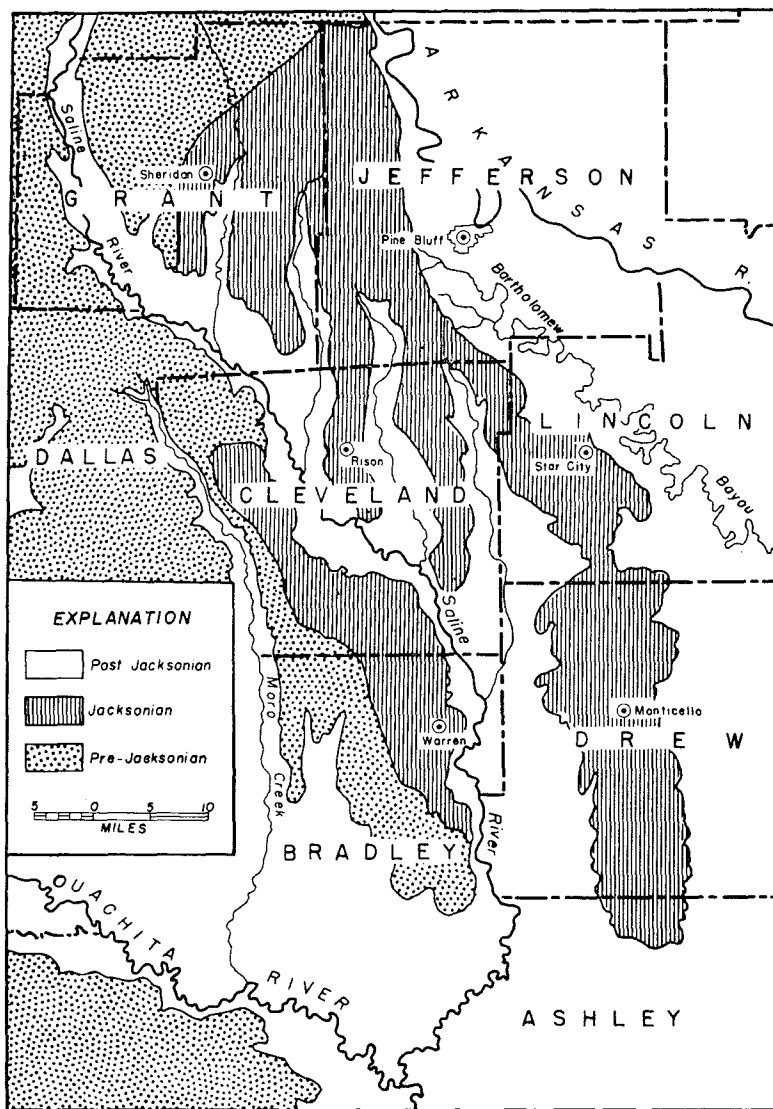 ARKANSAS R.
Saline
Sheridan
GRANT
JEFFERSON
River
Pine Bluff
Bartholomew
LINCOLN
DALLAS
Rison
Star City
CLEVELAND
Bayou
EXPLANATION
Post Jacksonian
Jacksonian
Pre-Jacksonian
5 0 5 10
MILES
Saline
Moro
Monticello
Warren
DREW
Creek
River
BRADLEY
OUACHITA
RIVER
ASHLEY